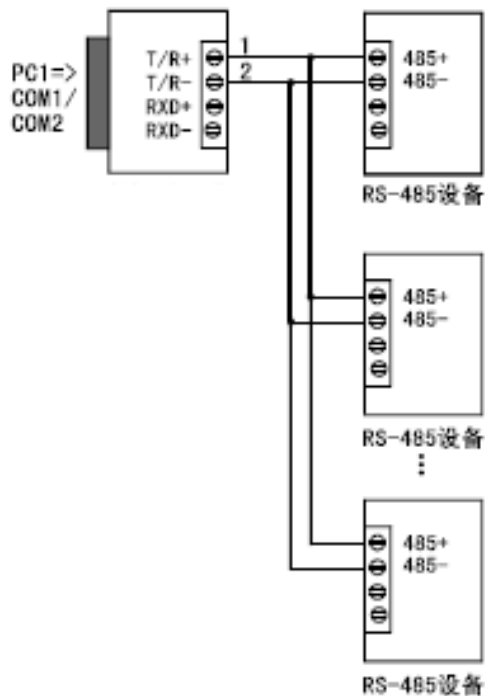 PC1=>
COM1/
COM2
T/R+
T/R-
RXD+
RXD-
1
2
485+
485-
RS-485设备
485+
485-
RS-485设备
⋮
485+
485-
RS-485设备